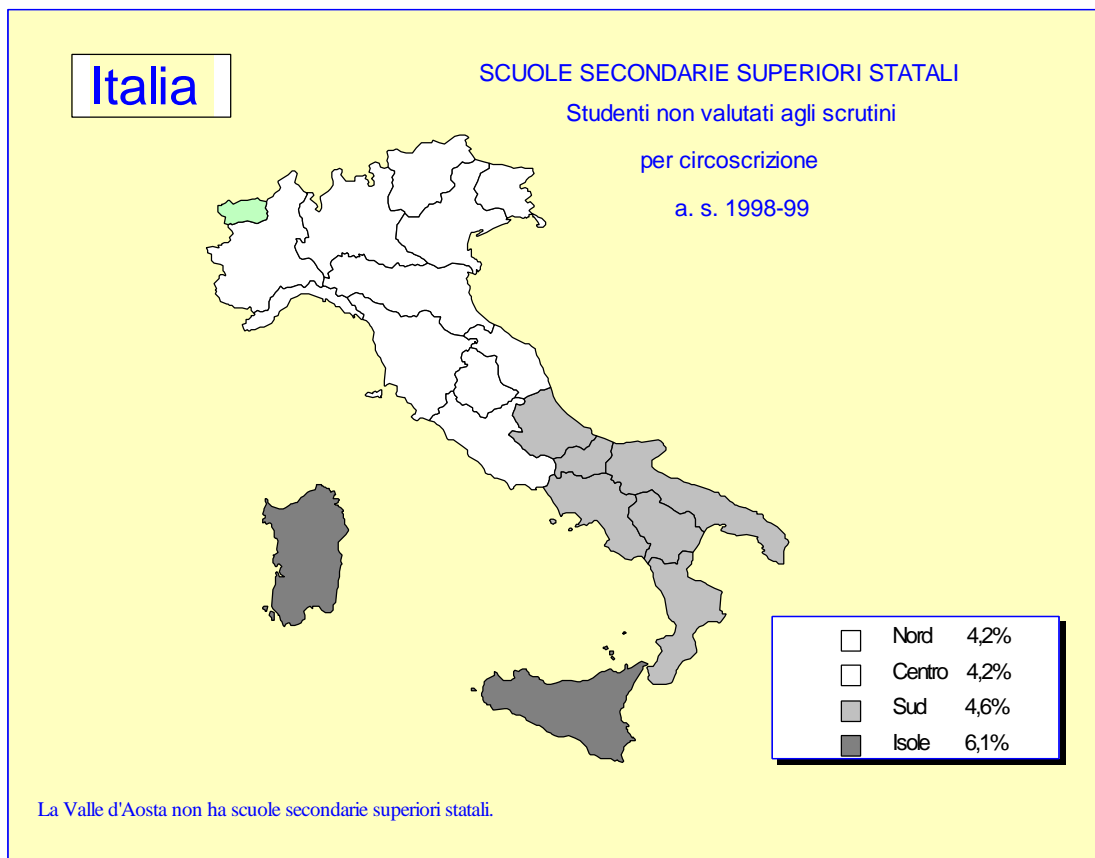 Italia
SCUOLE SECONDARIE SUPERIORI STATALI
Studenti non valutati agli scrutini
per circoscrizione
a. s. 1998-99
Nord 4,2%
Centro 4,2%
Sud 4,6%
Isole 6,1%
La Valle d'Aosta non ha scuole secondarie superiori statali.